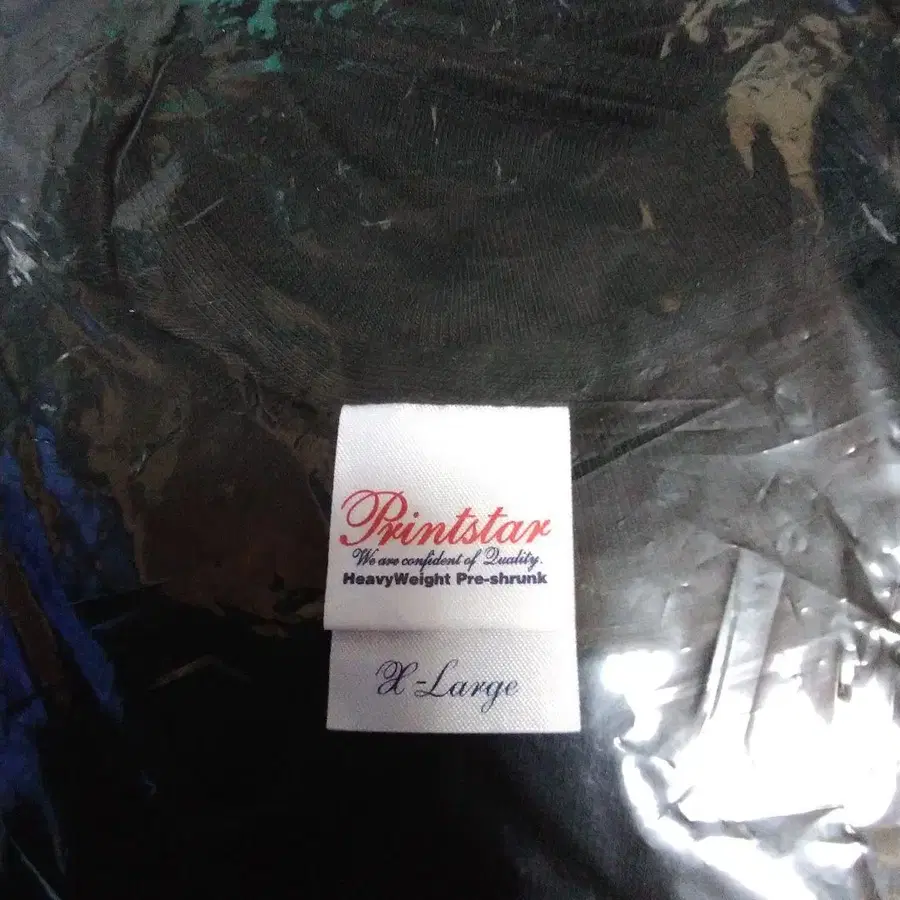 Printstar
We are confident of Quality.
HeavyWeight Pre-shrunk
X-Large